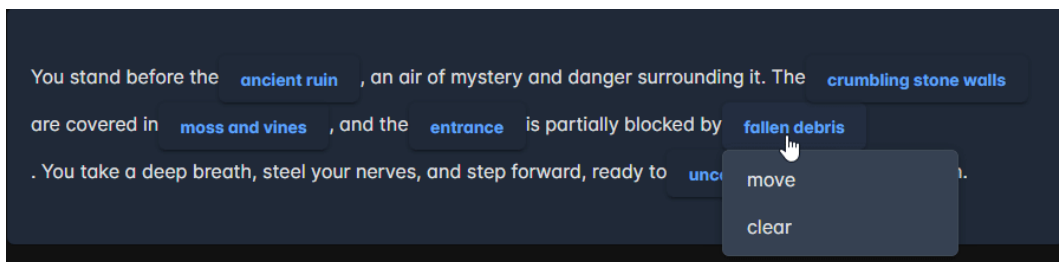 You stand before the ancient ruin , an air of mystery and danger surrounding it. The crumbling stone walls
are covered in moss and vines , and the entrance is partially blocked by fallen debris
. You take a deep breath, steel your nerves, and step forward, ready to
move
clear